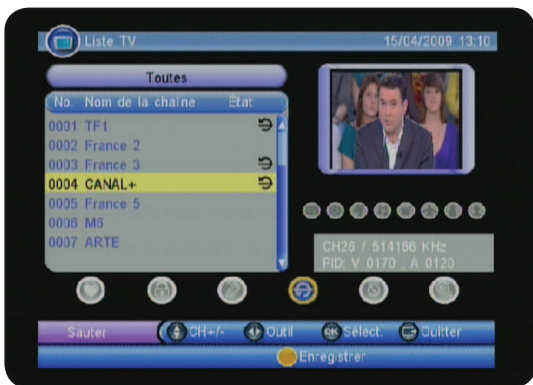 Liste TV 15/04/2009 13:10
Toutes
No. Nom de la chaîne État
0001 TF1
0002 France 2
0003 France 3
0004 CANAL+
0005 France 5
0006 M6
0007 ARTE
CH26 / 514166 KHz
PID: V 0170 , A 0120
Sauter CH+/- Outil OK Sélect. Quitter
Enregistrer